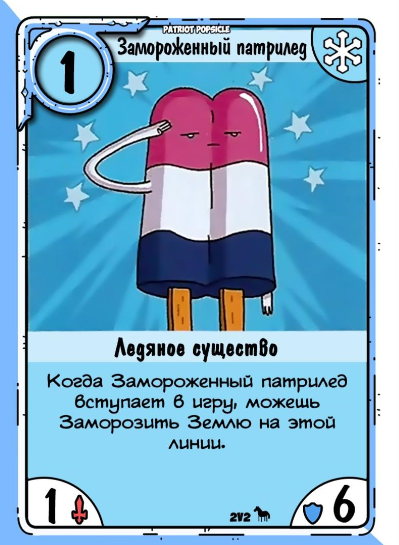 PATRIOT POPSICLE
Замороженный патрилед
1
Ледяное существо
Когда Замороженный патрилед
вступает в игру, можешь
Заморозить Землю на этой
линии.
1
2V2
6